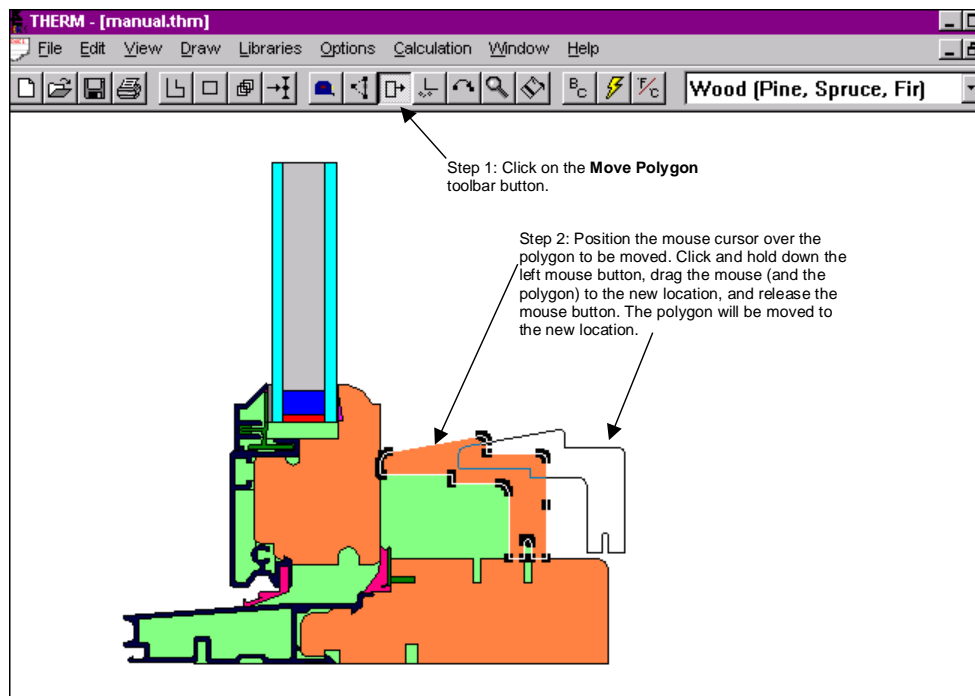 THERM - [manual.thm]
File Edit View Draw Libraries Options Calculation Window Help
BC °F/C Wood (Pine, Spruce, Fir)
Step 1: Click on the Move Polygon
toolbar button.
Step 2: Position the mouse cursor over the
polygon to be moved. Click and hold down the
left mouse button, drag the mouse (and the
polygon) to the new location, and release the
mouse button. The polygon will be moved to
the new location.